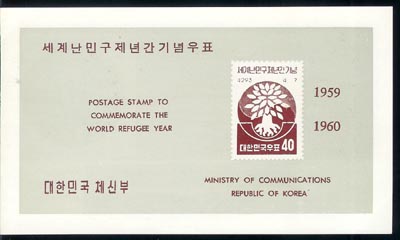 세계난민구제년간기념우표
세계난민구제년기념
4293 4 7
POSTAGE STAMP TO
COMMEMORATE THE
WORLD REFUGEE YEAR
1959
1960
대한민국우표 40
대한민국 체신부
MINISTRY OF COMMUNICATIONS
REPUBLIC OF KOREA